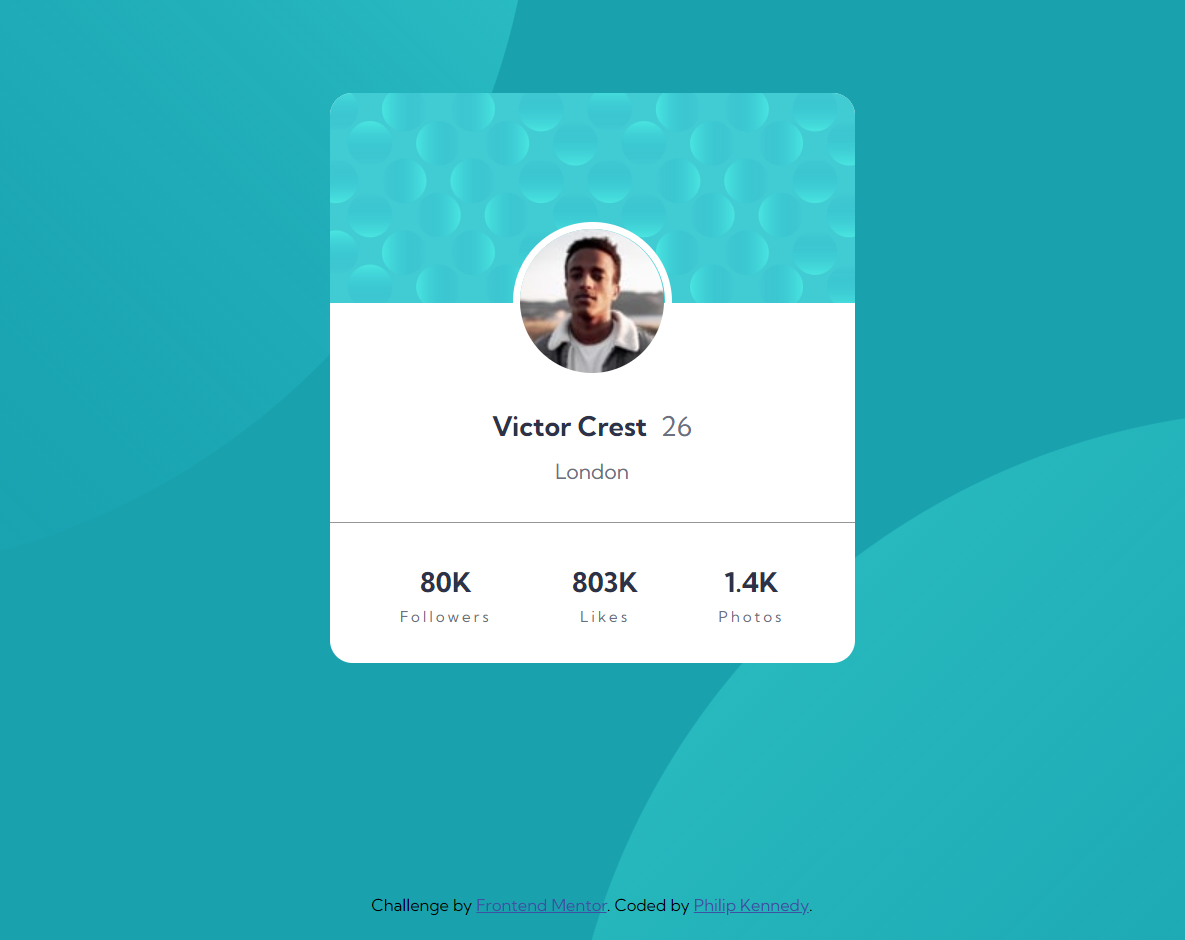 Victor Crest 26
London
80K 803K 1.4K
Followers Likes Photos
Challenge by Frontend Mentor. Coded by Philip Kennedy.